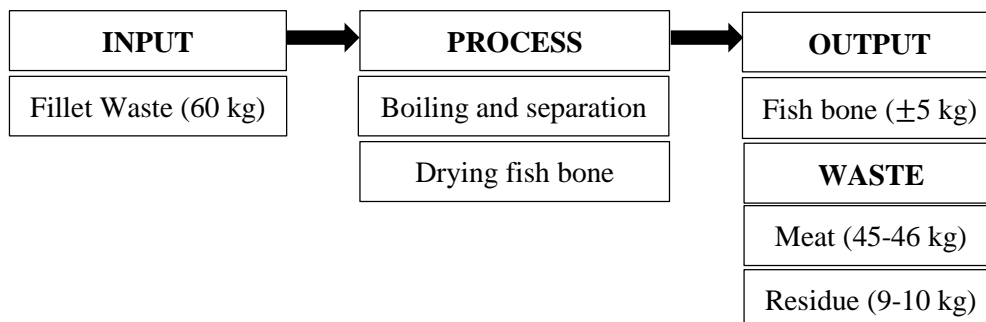 INPUT
Fillet Waste (60 kg)
PROCESS
Boiling and separation
Drying fish bone
OUTPUT
Fish bone (±5 kg)
WASTE
Meat (45-46 kg)
Residue (9-10 kg)